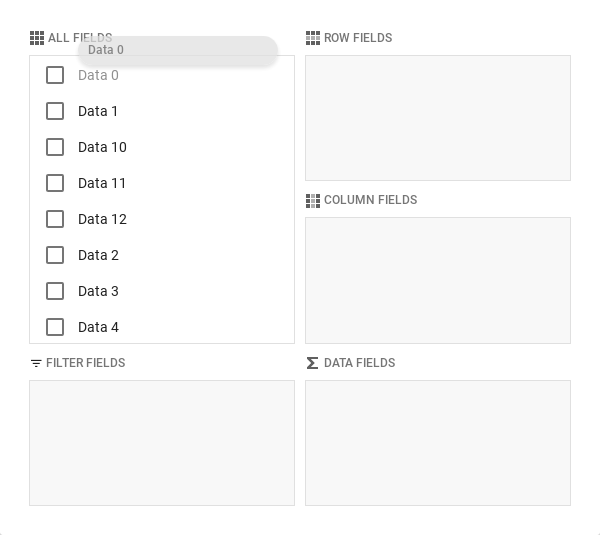 ALL FIELDS
Data 0
Data 0
Data 1
Data 10
Data 11
Data 12
Data 2
Data 3
Data 4
FILTER FIELDS
ROW FIELDS
COLUMN FIELDS
DATA FIELDS